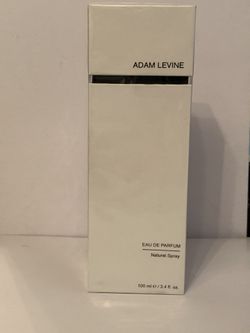 ADAM LEVINE
EAU DE PARFUM
Natural Spray
100 ml e / 3.4 fl. oz.